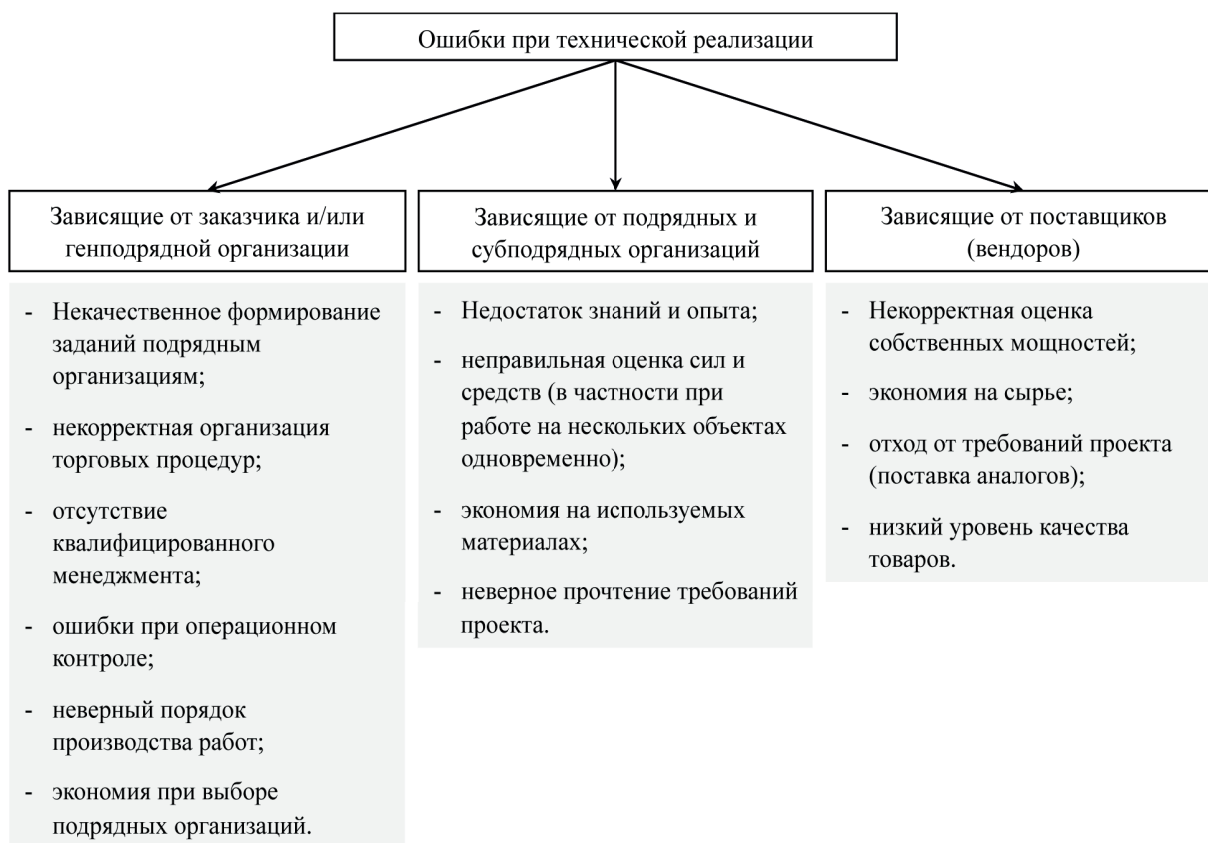 Ошибки при технической реализации
Зависящие от заказчика и/или
генподрядной организации
- Некачественное формирование
заданий подрядным
организациям;
- некорректная организация
торговых процедур;
- отсутствие
квалифицированного
менеджмента;
- ошибки при операционном
контроле;
- неверный порядок
производства работ;
- экономия при выборе
подрядных организаций.
Зависящие от подрядных и
субподрядных организаций
- Недостаток знаний и опыта;
- неправильная оценка сил и
средств (в частности при
работе на нескольких объектах
одновременно);
- экономия на используемых
материалах;
- неверное прочтение требований
проекта.
Зависящие от поставщиков
(вендоров)
- Некорректная оценка
собственных мощностей;
- экономия на сырье;
- отход от требований проекта
(поставка аналогов);
- низкий уровень качества
товаров.